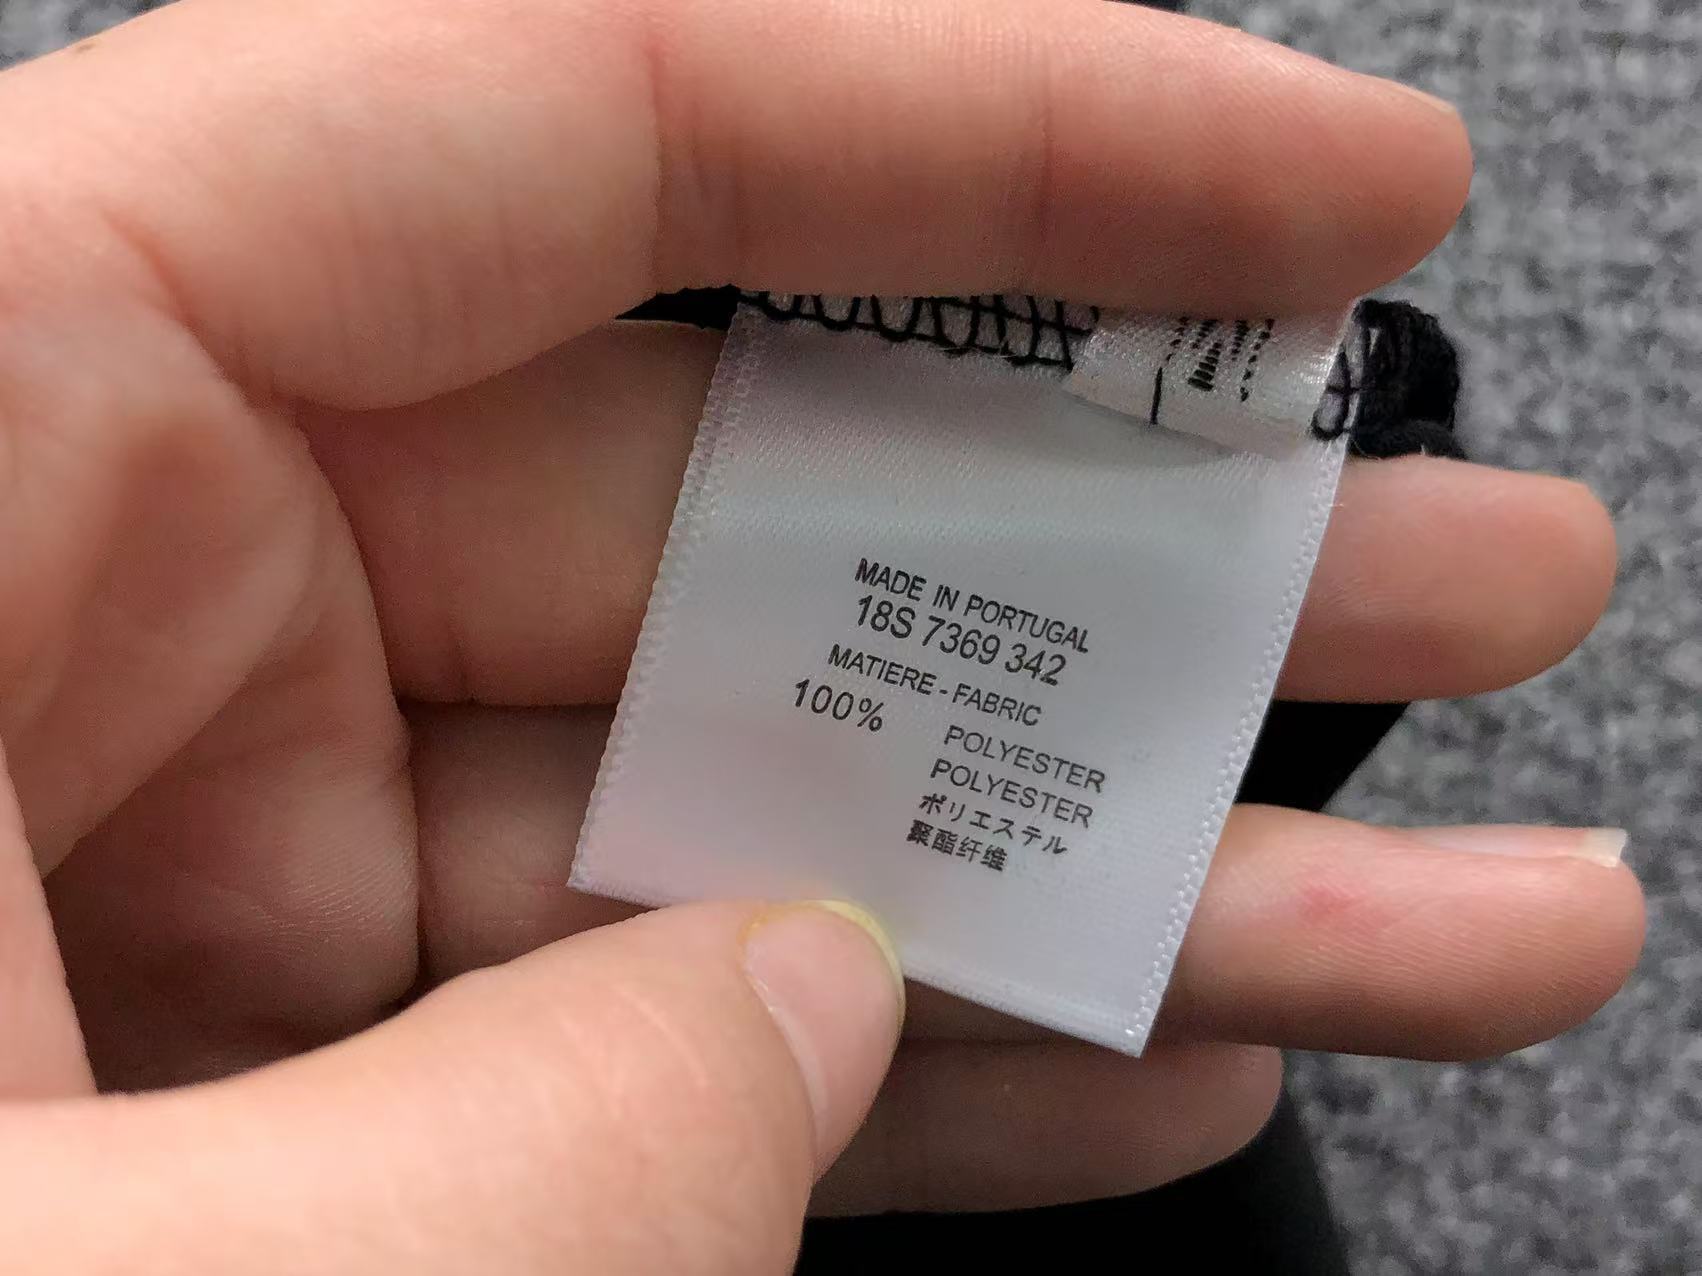 MADE IN PORTUGAL
18S 7369 342
MATIERE - FABRIC
100%
POLYESTER
POLYESTER
ポリエステル
聚酯纤维